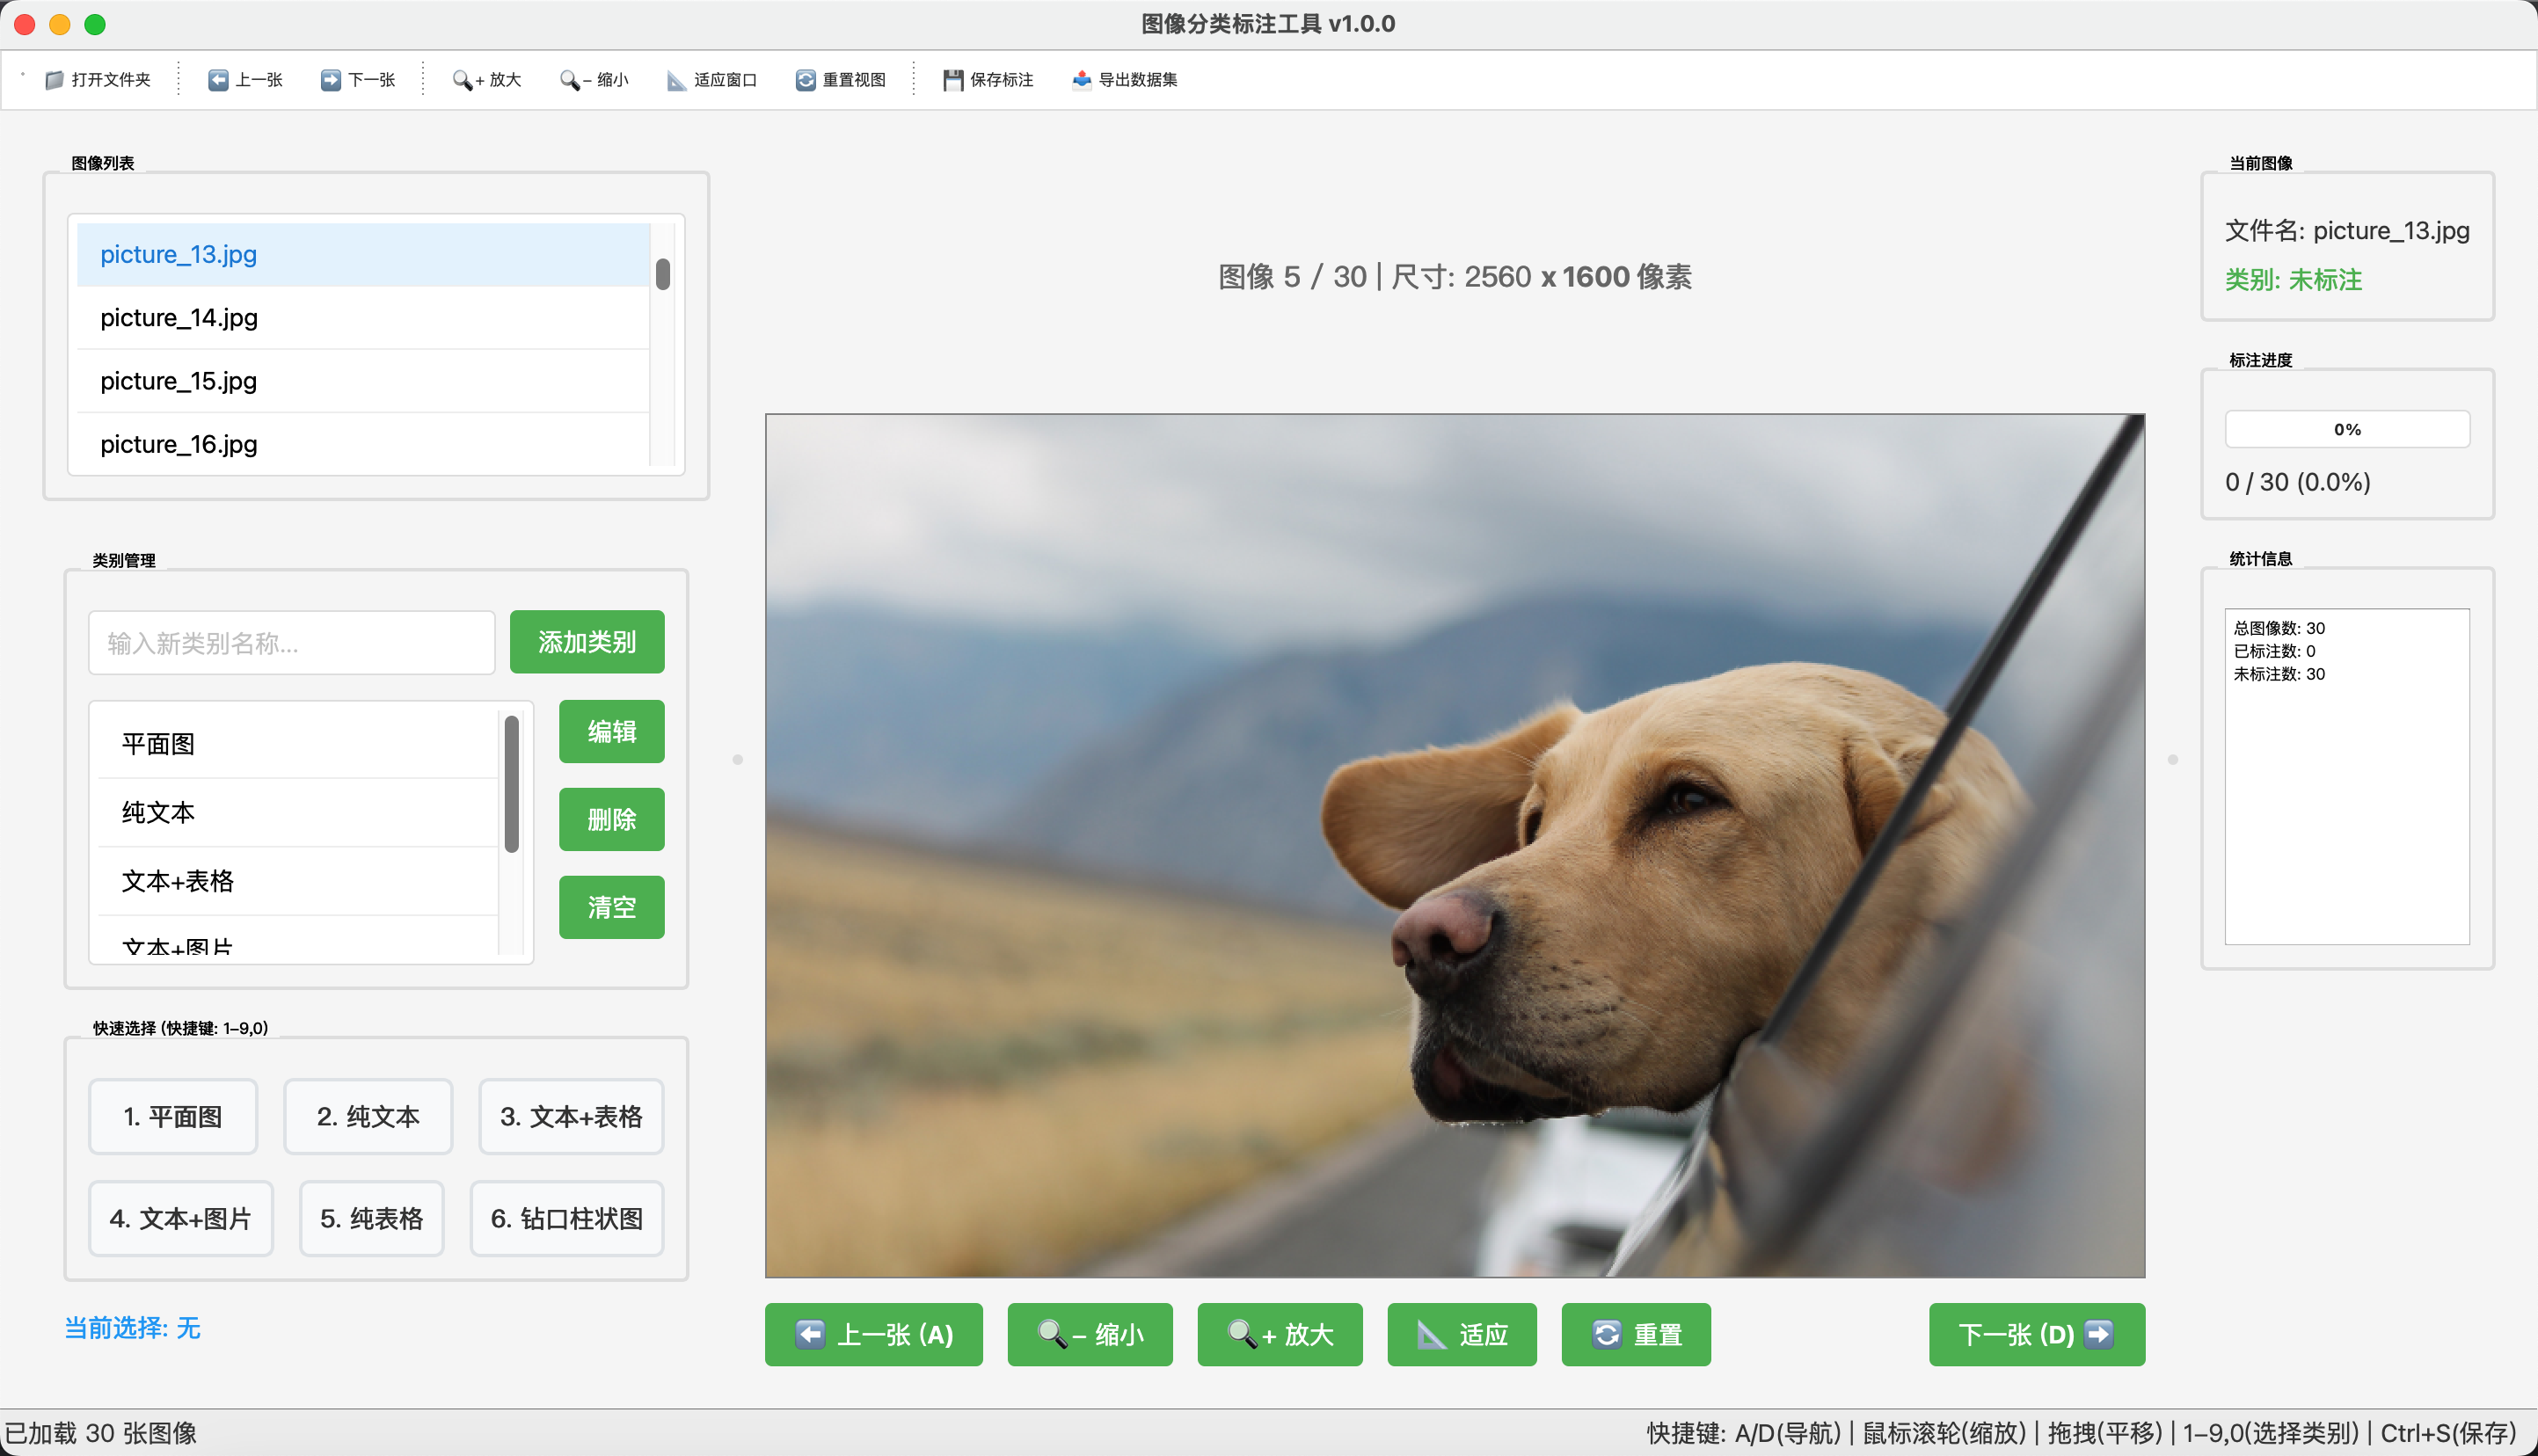 图像分类标注工具 v1.0.0
打开文件夹 上一张 下一张 + 放大 − 缩小 适应窗口 重置视图 保存标注 导出数据集
图像列表
picture_13.jpg
picture_14.jpg
picture_15.jpg
picture_16.jpg
类别管理
输入新类别名称... 添加类别
平面图
纯文本
文本+表格
文本+图片
编辑
删除
清空
快速选择 (快捷键: 1-9,0)
1. 平面图 2. 纯文本 3. 文本+表格
4. 文本+图片 5. 纯表格 6. 钻口柱状图
当前选择: 无
图像 5 / 30 | 尺寸: 2560 x 1600 像素
上一张 (A) − 缩小 + 放大 适应 重置 下一张 (D)
当前图像
文件名: picture_13.jpg
类别: 未标注
标注进度
0%
0 / 30 (0.0%)
统计信息
总图像数: 30
已标注数: 0
未标注数: 30
已加载 30 张图像
快捷键: A/D(导航) | 鼠标滚轮(缩放) | 拖拽(平移) | 1-9,0(选择类别) | Ctrl+S(保存)